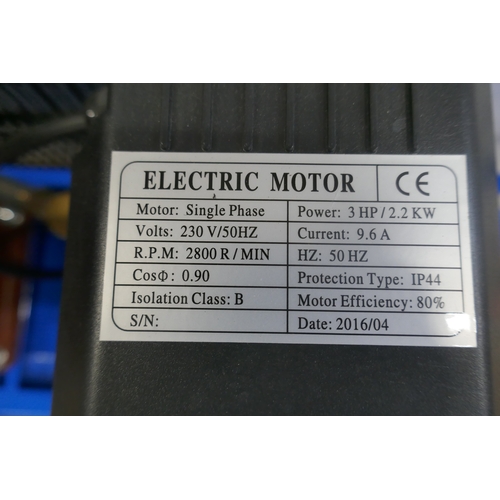 ELECTRIC MOTOR CE
Motor: Single Phase Power: 3 HP/2.2 KW
Volts: 230 V/50HZ Current: 9.6 A
R.P.M: 2800 R/MIN HZ: 50 HZ
CosΦ: 0.90 Protection Type: IP44
Isolation Class: B Motor Efficiency: 80%
S/N: Date: 2016/04